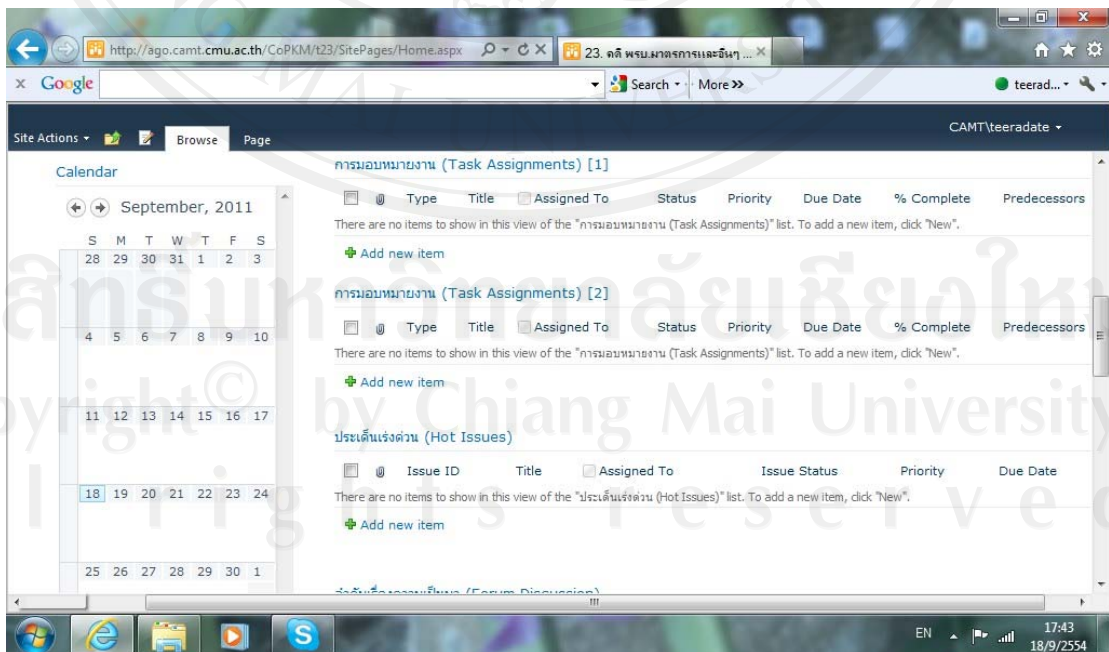 http://ago.camt.cmu.ac.th/CoPKM/t23/SitePages/Home.aspx
23. คดี พรบ.มาตรการและอื่นๆ ...
x Google
Search
More >>
teerad...
Site Actions
Browse
Page
CAMT\teeradate
Calendar
September, 2011
S M T W T F S
28 29 30 31 1 2 3
4 5 6 7 8 9 10
11 12 13 14 15 16 17
18 19 20 21 22 23 24
25 26 27 28 29 30 1
การมอบหมายงาน (Task Assignments) [1]
Type Title Assigned To Status Priority Due Date % Complete Predecessors
There are no items to show in this view of the "การมอบหมายงาน (Task Assignments)" list. To add a new item, click "New".
Add new item
การมอบหมายงาน (Task Assignments) [2]
Type Title Assigned To Status Priority Due Date % Complete Predecessors
There are no items to show in this view of the "การมอบหมายงาน (Task Assignments)" list. To add a new item, click "New".
Add new item
ประเด็นเร่งด่วน (Hot Issues)
Issue ID Title Assigned To Issue Status Priority Due Date
There are no items to show in this view of the "ประเด็นเร่งด่วน (Hot Issues)" list. To add a new item, click "New".
Add new item
(Forum Discussion)
EN
17:43
18/9/2554
ลิขสิทธิ์มหาวิทยาลัยเชียงใหม่
Copyright© by Chiang Mai University
All rights reserved